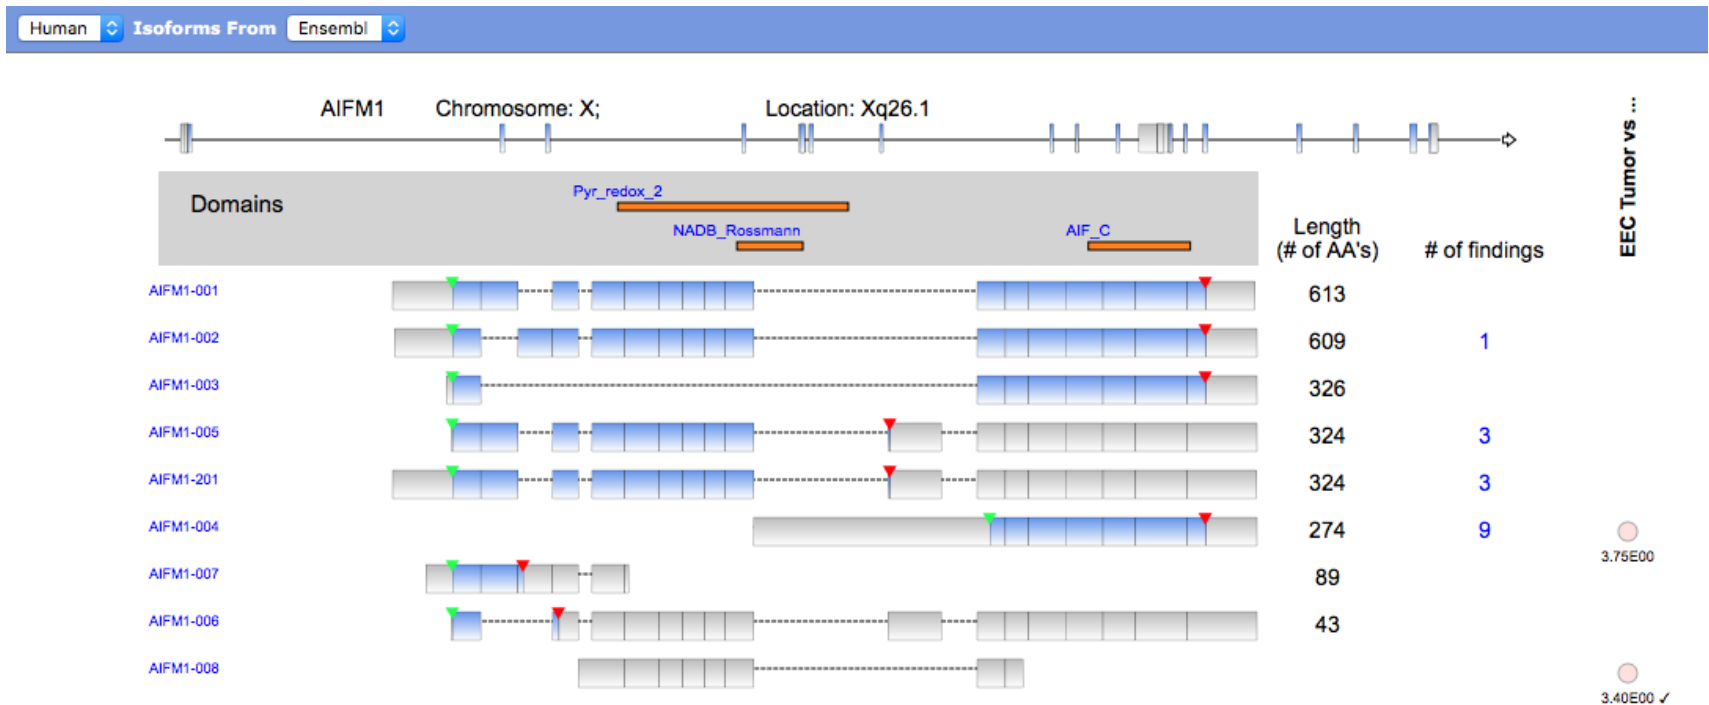 Human Isoforms From Ensembl
AIFM1 Chromosome: X; Location: Xq26.1
EEC Tumor vs ...
Domains
Pyr_redox_2
NADB_Rossmann
AIF_C
Length
(# of AA's)
# of findings
AIFM1-001 613
AIFM1-002 609 1
AIFM1-003 326
AIFM1-005 324 3
AIFM1-201 324 3
AIFM1-004 274 9
3.75E00
AIFM1-007 89
AIFM1-006 43
AIFM1-008
3.40E00 ✓